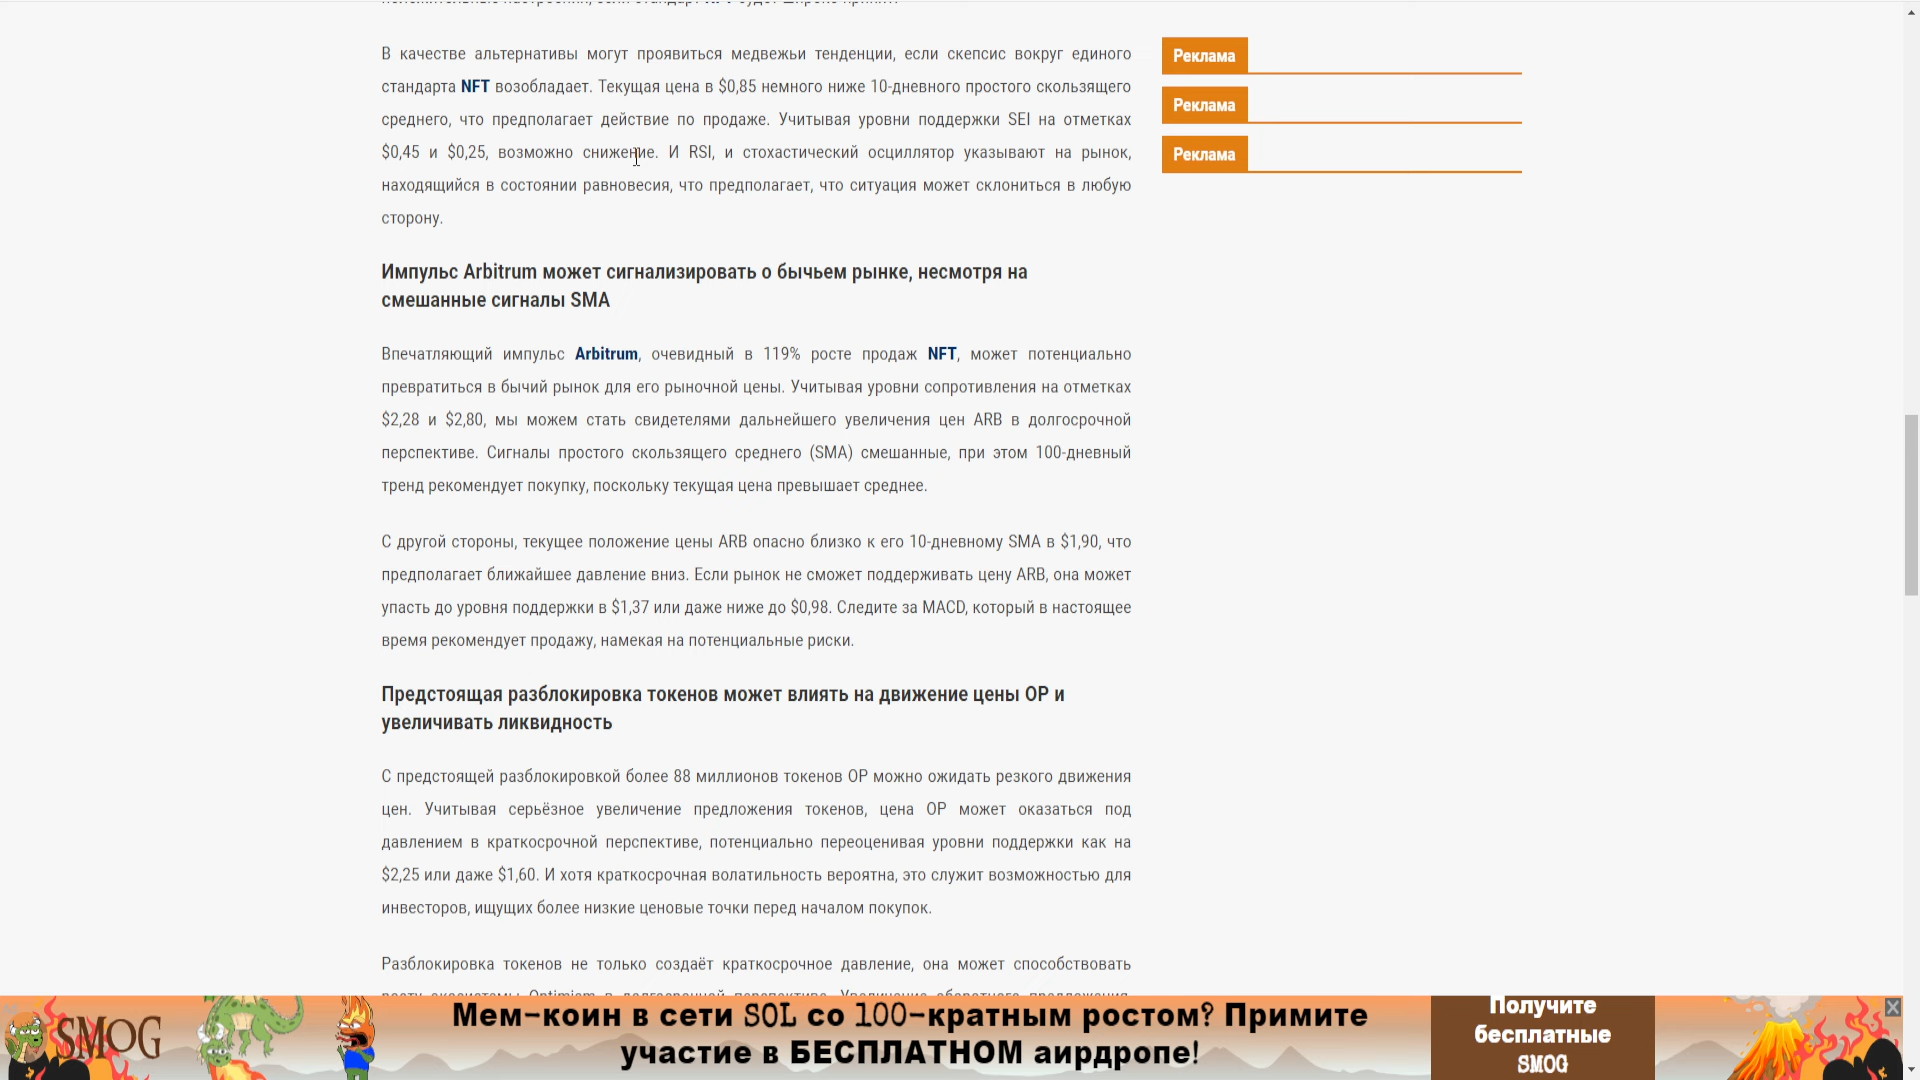 В качестве альтернативы могут проявиться медвежьи тенденции, если скепсис вокруг единого
стандарта NFT возобладает. Текущая цена в $0,85 немного ниже 10-дневного простого скользящего
среднего, что предполагает действие по продаже. Учитывая уровни поддержки SEI на отметках
$0,45 и $0,25, возможно снижение. И RSI, и стохастический осциллятор указывают на рынок,
находящийся в состоянии равновесия, что предполагает, что ситуация может склониться в любую
сторону.
Импульс Arbitrum может сигнализировать о бычьем рынке, несмотря на
смешанные сигналы SMA
Впечатляющий импульс Arbitrum, очевидный в 119% росте продаж NFT, может потенциально
превратиться в бычий рынок для его рыночной цены. Учитывая уровни сопротивления на отметках
$2,28 и $2,80, мы можем стать свидетелями дальнейшего увеличения цен ARB в долгосрочной
перспективе. Сигналы простого скользящего среднего (SMA) смешанные, при этом 100-дневный
тренд рекомендует покупку, поскольку текущая цена превышает среднее.
С другой стороны, текущее положение цены ARB опасно близко к его 10-дневному SMA в $1,90, что
предполагает ближайшее давление вниз. Если рынок не сможет поддерживать цену ARB, она может
упасть до уровня поддержки в $1,37 или даже ниже до $0,98. Следите за MACD, который в настоящее
время рекомендует продажу, намекая на потенциальные риски.
Предстоящая разблокировка токенов может влиять на движение цены OP и
увеличивать ликвидность
С предстоящей разблокировкой более 88 миллионов токенов OP можно ожидать резкого движения
цен. Учитывая серьёзное увеличение предложения токенов, цена OP может оказаться под
давлением в краткосрочной перспективе, потенциально переоценивая уровни поддержки как на
$2,25 или даже $1,60. И хотя краткосрочная волатильность вероятна, это служит возможностью для
инвесторов, ищущих более низкие ценовые точки перед началом покупок.
Разблокировка токенов не только создаёт краткосрочное давление, она может способствовать
Реклама
Реклама
Реклама
SMOG
Мем-коин в сети SOL со 100-кратным ростом? Примите
участие в БЕСПЛАТНОМ аирдропе!
Получите
бесплатные
SMOG